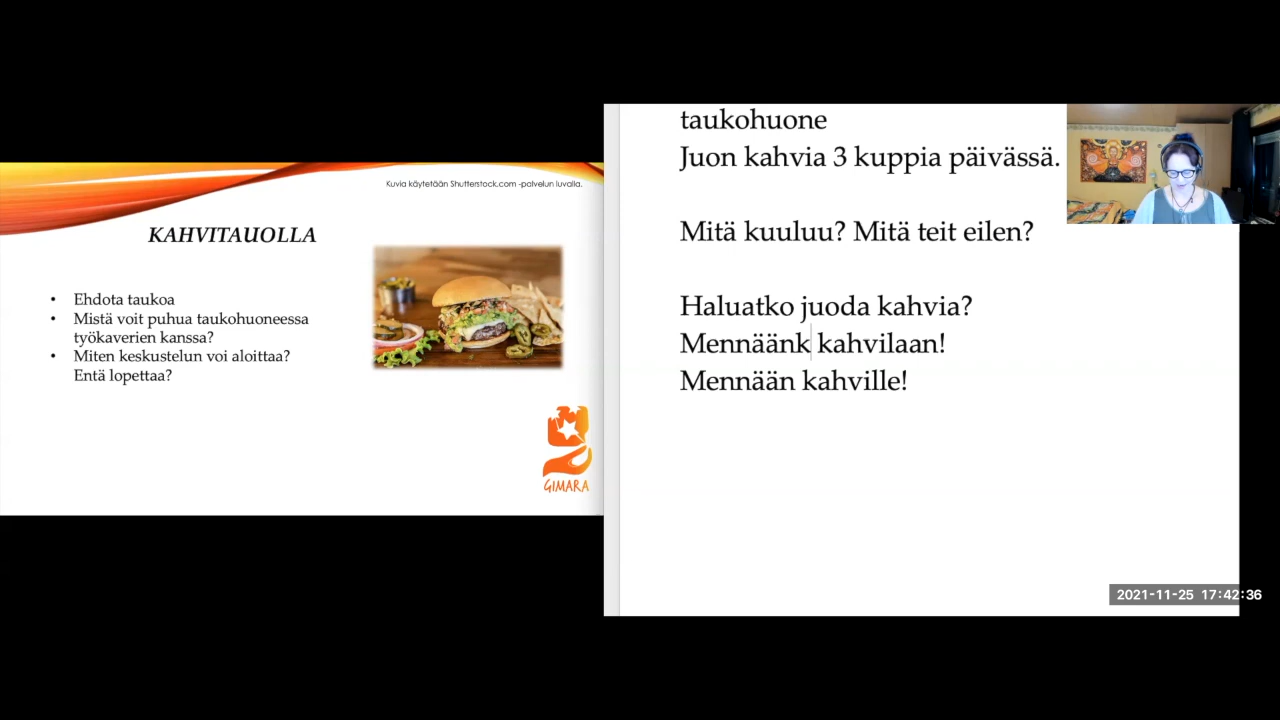 Kuvia käytetään Shutterstock.com -palvelun luvalla.
KAHVITAUOLLA
• Ehdota taukoa
• Mistä voit puhua taukohuoneessa
työkaverien kanssa?
• Miten keskustelun voi aloittaa?
Entä lopettaa?
GIMARA
taukohuone
Juon kahvia 3 kuppia päivässä.
Mitä kuuluu? Mitä teit eilen?
Haluatko juoda kahvia?
Mennäänk kahvilaan!
Mennään kahville!
2021-11-25 17:42:36